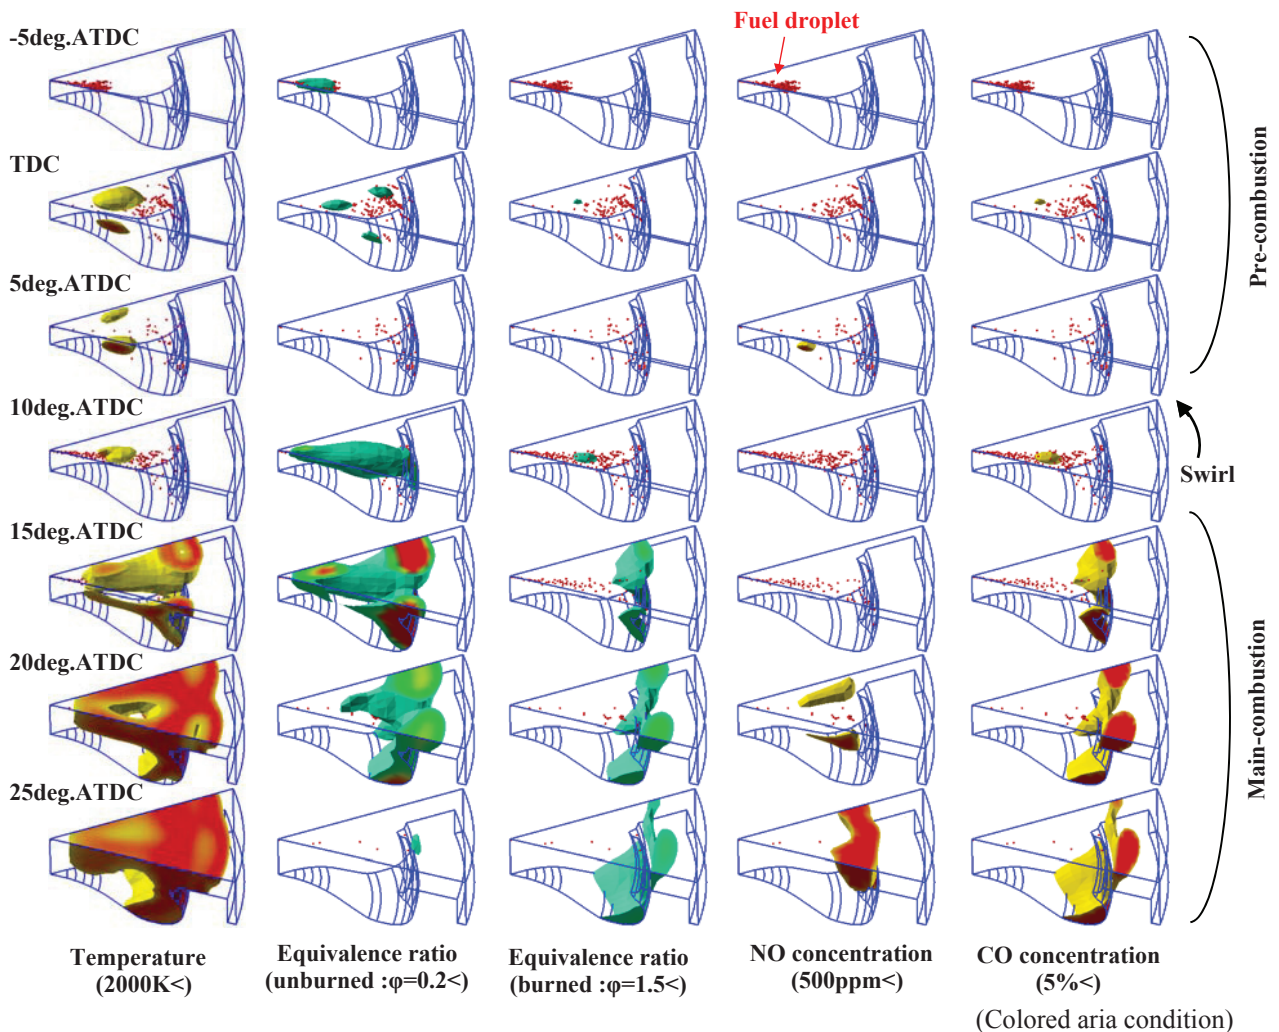 Fuel droplet
-5deg.ATDC
TDC
5deg.ATDC
10deg.ATDC
15deg.ATDC
20deg.ATDC
25deg.ATDC
Pre-combustion
Swirl
Main-combustion
Temperature
(2000K<)
Equivalence ratio
(unburned :φ=0.2<)
Equivalence ratio
(burned :φ=1.5<)
NO concentration
(500ppm<)
CO concentration
(5%<)
(Colored aria condition)